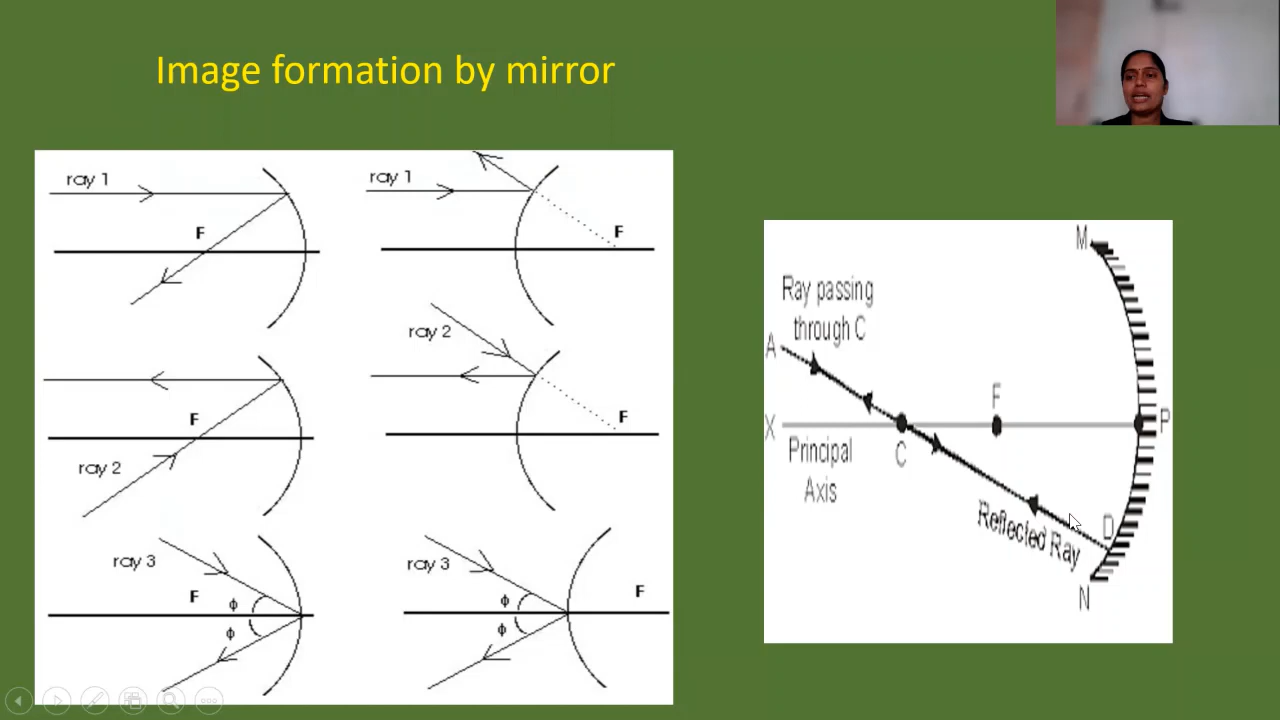 Image formation by mirror
ray 1
F
ray 1
F
ray 2
F
ray 2
F
ray 3
F
ϕ
ϕ
ray 3
F
ϕ
ϕ
M
Ray passing
through C
A
F
X
P
C
Principal
Axis
D
Reflected Ray
N